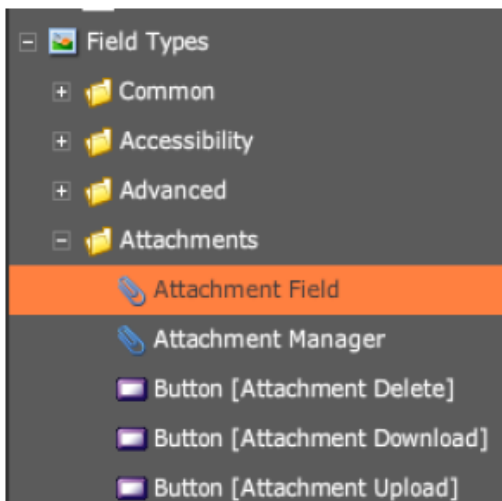 Field Types
Common
Accessibility
Advanced
Attachments
Attachment Field
Attachment Manager
Button [Attachment Delete]
Button [Attachment Download]
Button [Attachment Upload]